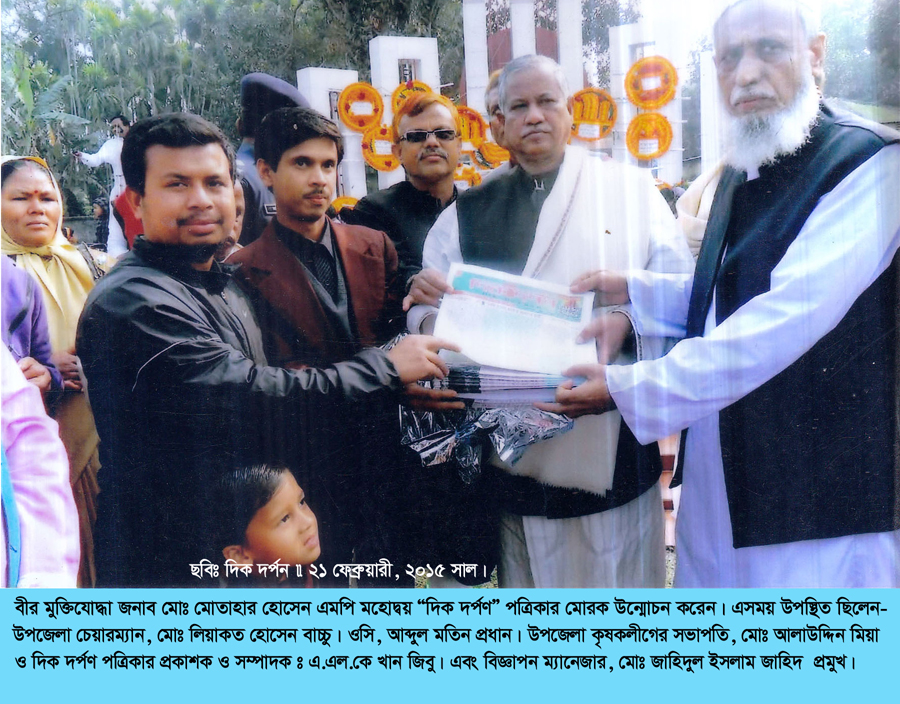 ছবিঃ দিক দর্পন ॥ ২১ ফেব্রুয়ারী, ২০১৫ সাল।
বীর মুক্তিযোদ্ধা জনাব মোঃ মোতাহার হোসেন এমপি মহোদ্বয় “দিক দর্পণ” পত্রিকার মোরক উন্মোচন করেন। এসময় উপস্থিত ছিলেন-
উপজেলা চেয়ারম্যান, মোঃ লিয়াকত হোসেন বাচ্চু। ওসি, আব্দুল মতিন প্রধান। উপজেলা কৃষকলীগের সভাপতি, মোঃ আলাউদ্দিন মিয়া
ও দিক দর্পণ পত্রিকার প্রকাশক ও সম্পাদক ঃ এ.এল.কে খান জিবু। এবং বিজ্ঞাপন ম্যানেজার, মোঃ জাহিদুল ইসলাম জাহিদ প্রমুখ।